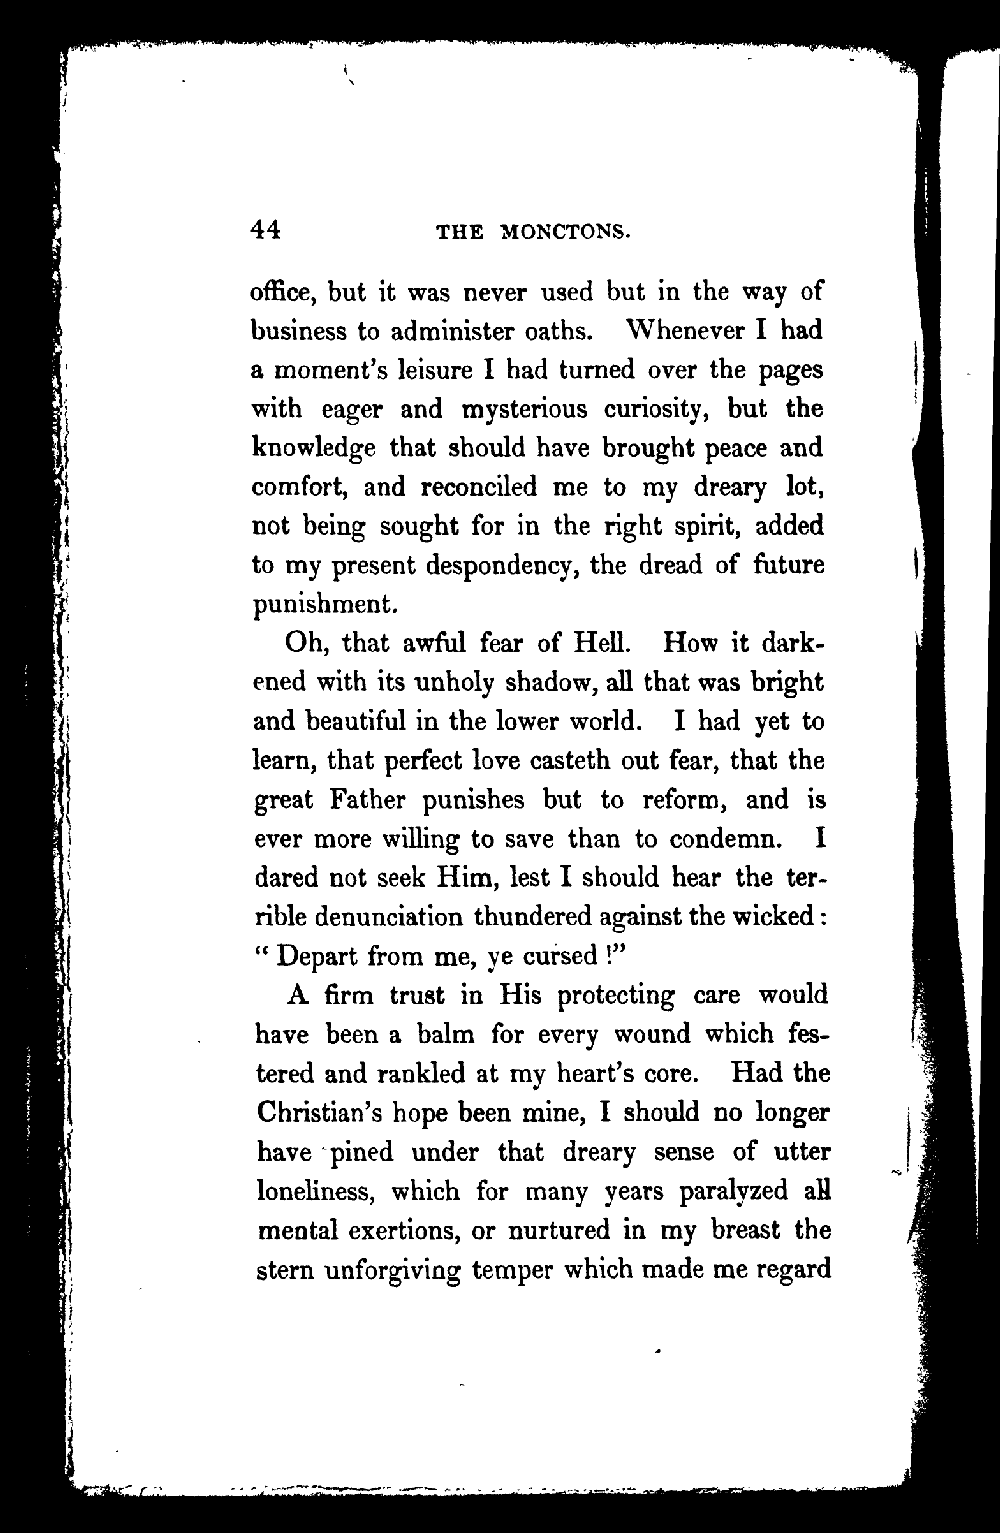 44 THE MONCTONS.
office, but it was never used but in the way of
business to administer oaths. Whenever I had
a moment's leisure I had turned over the pages
with eager and mysterious curiosity, but the
knowledge that should have brought peace and
comfort, and reconciled me to my dreary lot,
not being sought for in the right spirit, added
to my present despondency, the dread of future
punishment.
Oh, that awful fear of Hell. How it dark-
ened with its unholy shadow, all that was bright
and beautiful in the lower world. I had yet to
learn, that perfect love casteth out fear, that the
great Father punishes but to reform, and is
ever more willing to save than to condemn. I
dared not seek Him, lest I should hear the ter-
rible denunciation thundered against the wicked :
“ Depart from me, ye cursed !”
A firm trust in His protecting care would
have been a balm for every wound which fes-
tered and rankled at my heart's core. Had the
Christian's hope been mine, I should no longer
have pined under that dreary sense of utter
loneliness, which for many years paralyzed all
mental exertions, or nurtured in my breast the
stern unforgiving temper which made me regard